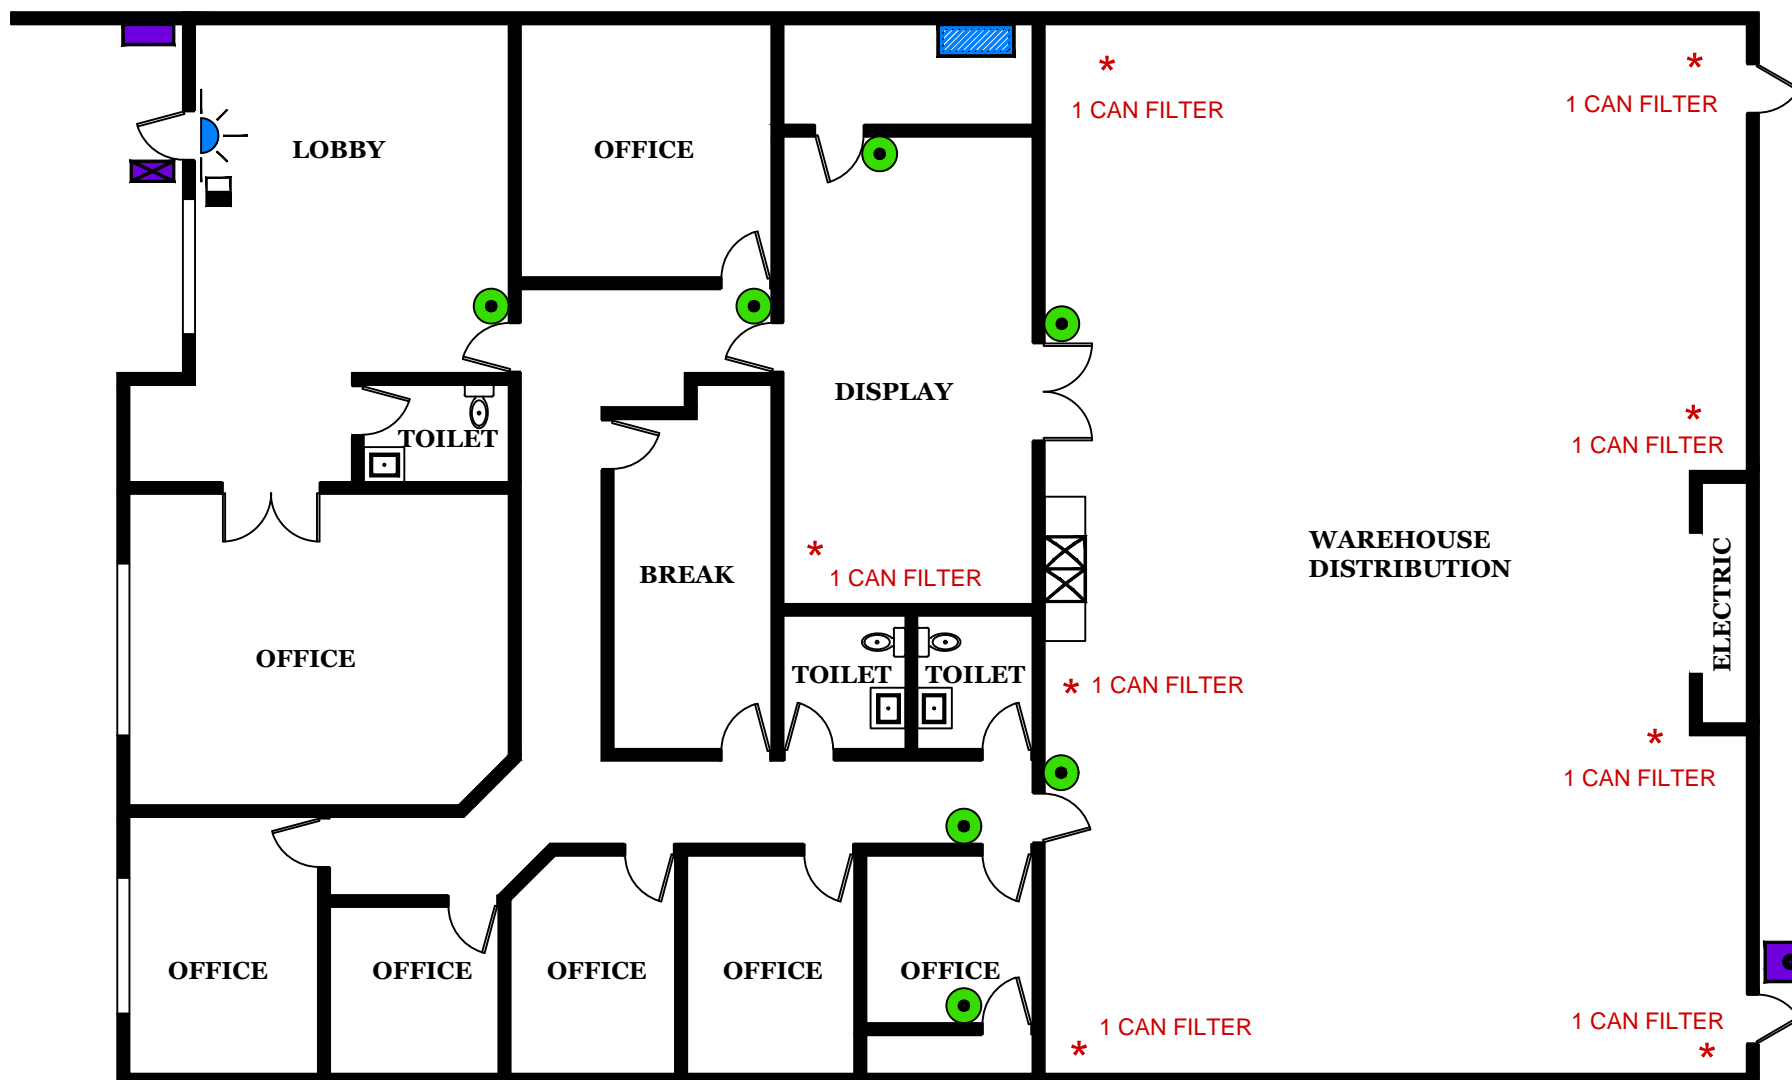 *
*
1 CAN FILTER
1 CAN FILTER
LOBBY
OFFICE
DISPLAY
*
TOILET
1 CAN FILTER
WAREHOUSE
DISTRIBUTION
*
BREAK
1 CAN FILTER
ELECTRIC
OFFICE
TOILET
TOILET
* 1 CAN FILTER
*
1 CAN FILTER
OFFICE
OFFICE
OFFICE
OFFICE
OFFICE
1 CAN FILTER
*
1 CAN FILTER
*